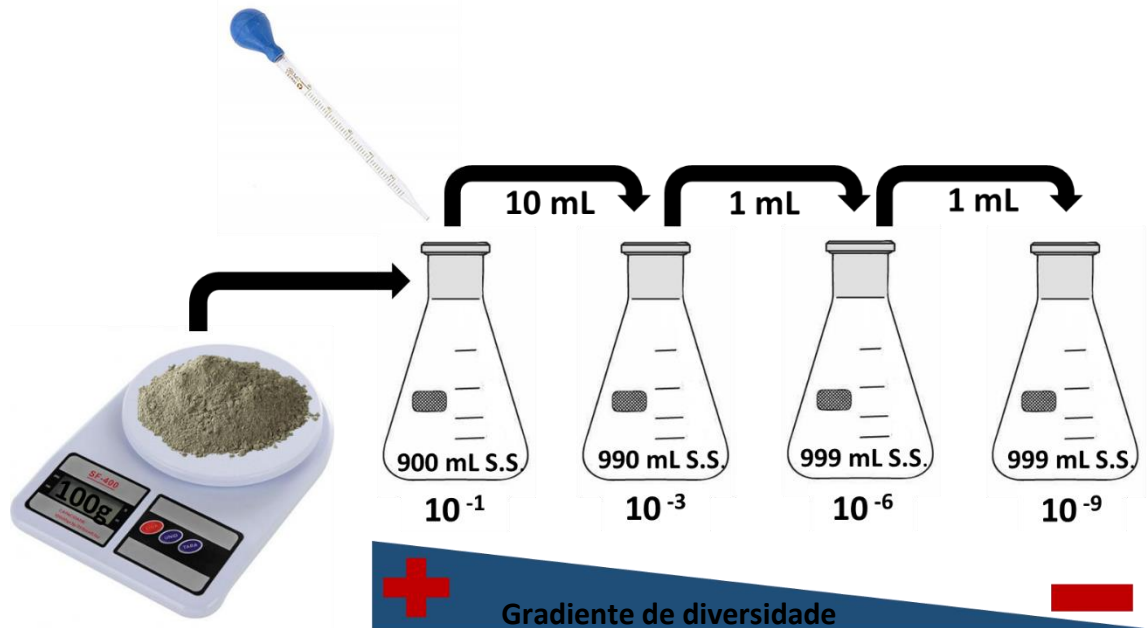 10 mL
1 mL
1 mL
SF-400
100g
900 mL S.S.
990 mL S.S.
999 mL S.S.
999 mL S.S.
10 -1
10 -3
10 -6
10 -9
Gradiente de diversidade